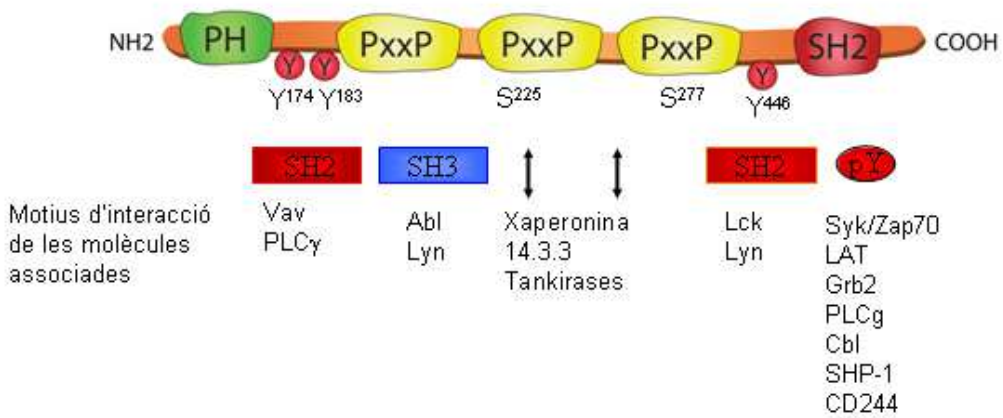 NH2 PH PxxP PxxP PxxP SH2 COOH
Y Y Y
Y174 Y183 S225 S277 Y446
SH2 SH3 SH2 pY
Motius d'interacció
de les molècules
associades
Vav
PLCγ
Abl
Lyn
Xaperonina
14.3.3
Tankirases
Lck
Lyn
Syk/Zap70
LAT
Grb2
PLCg
Cbl
SHP-1
CD244